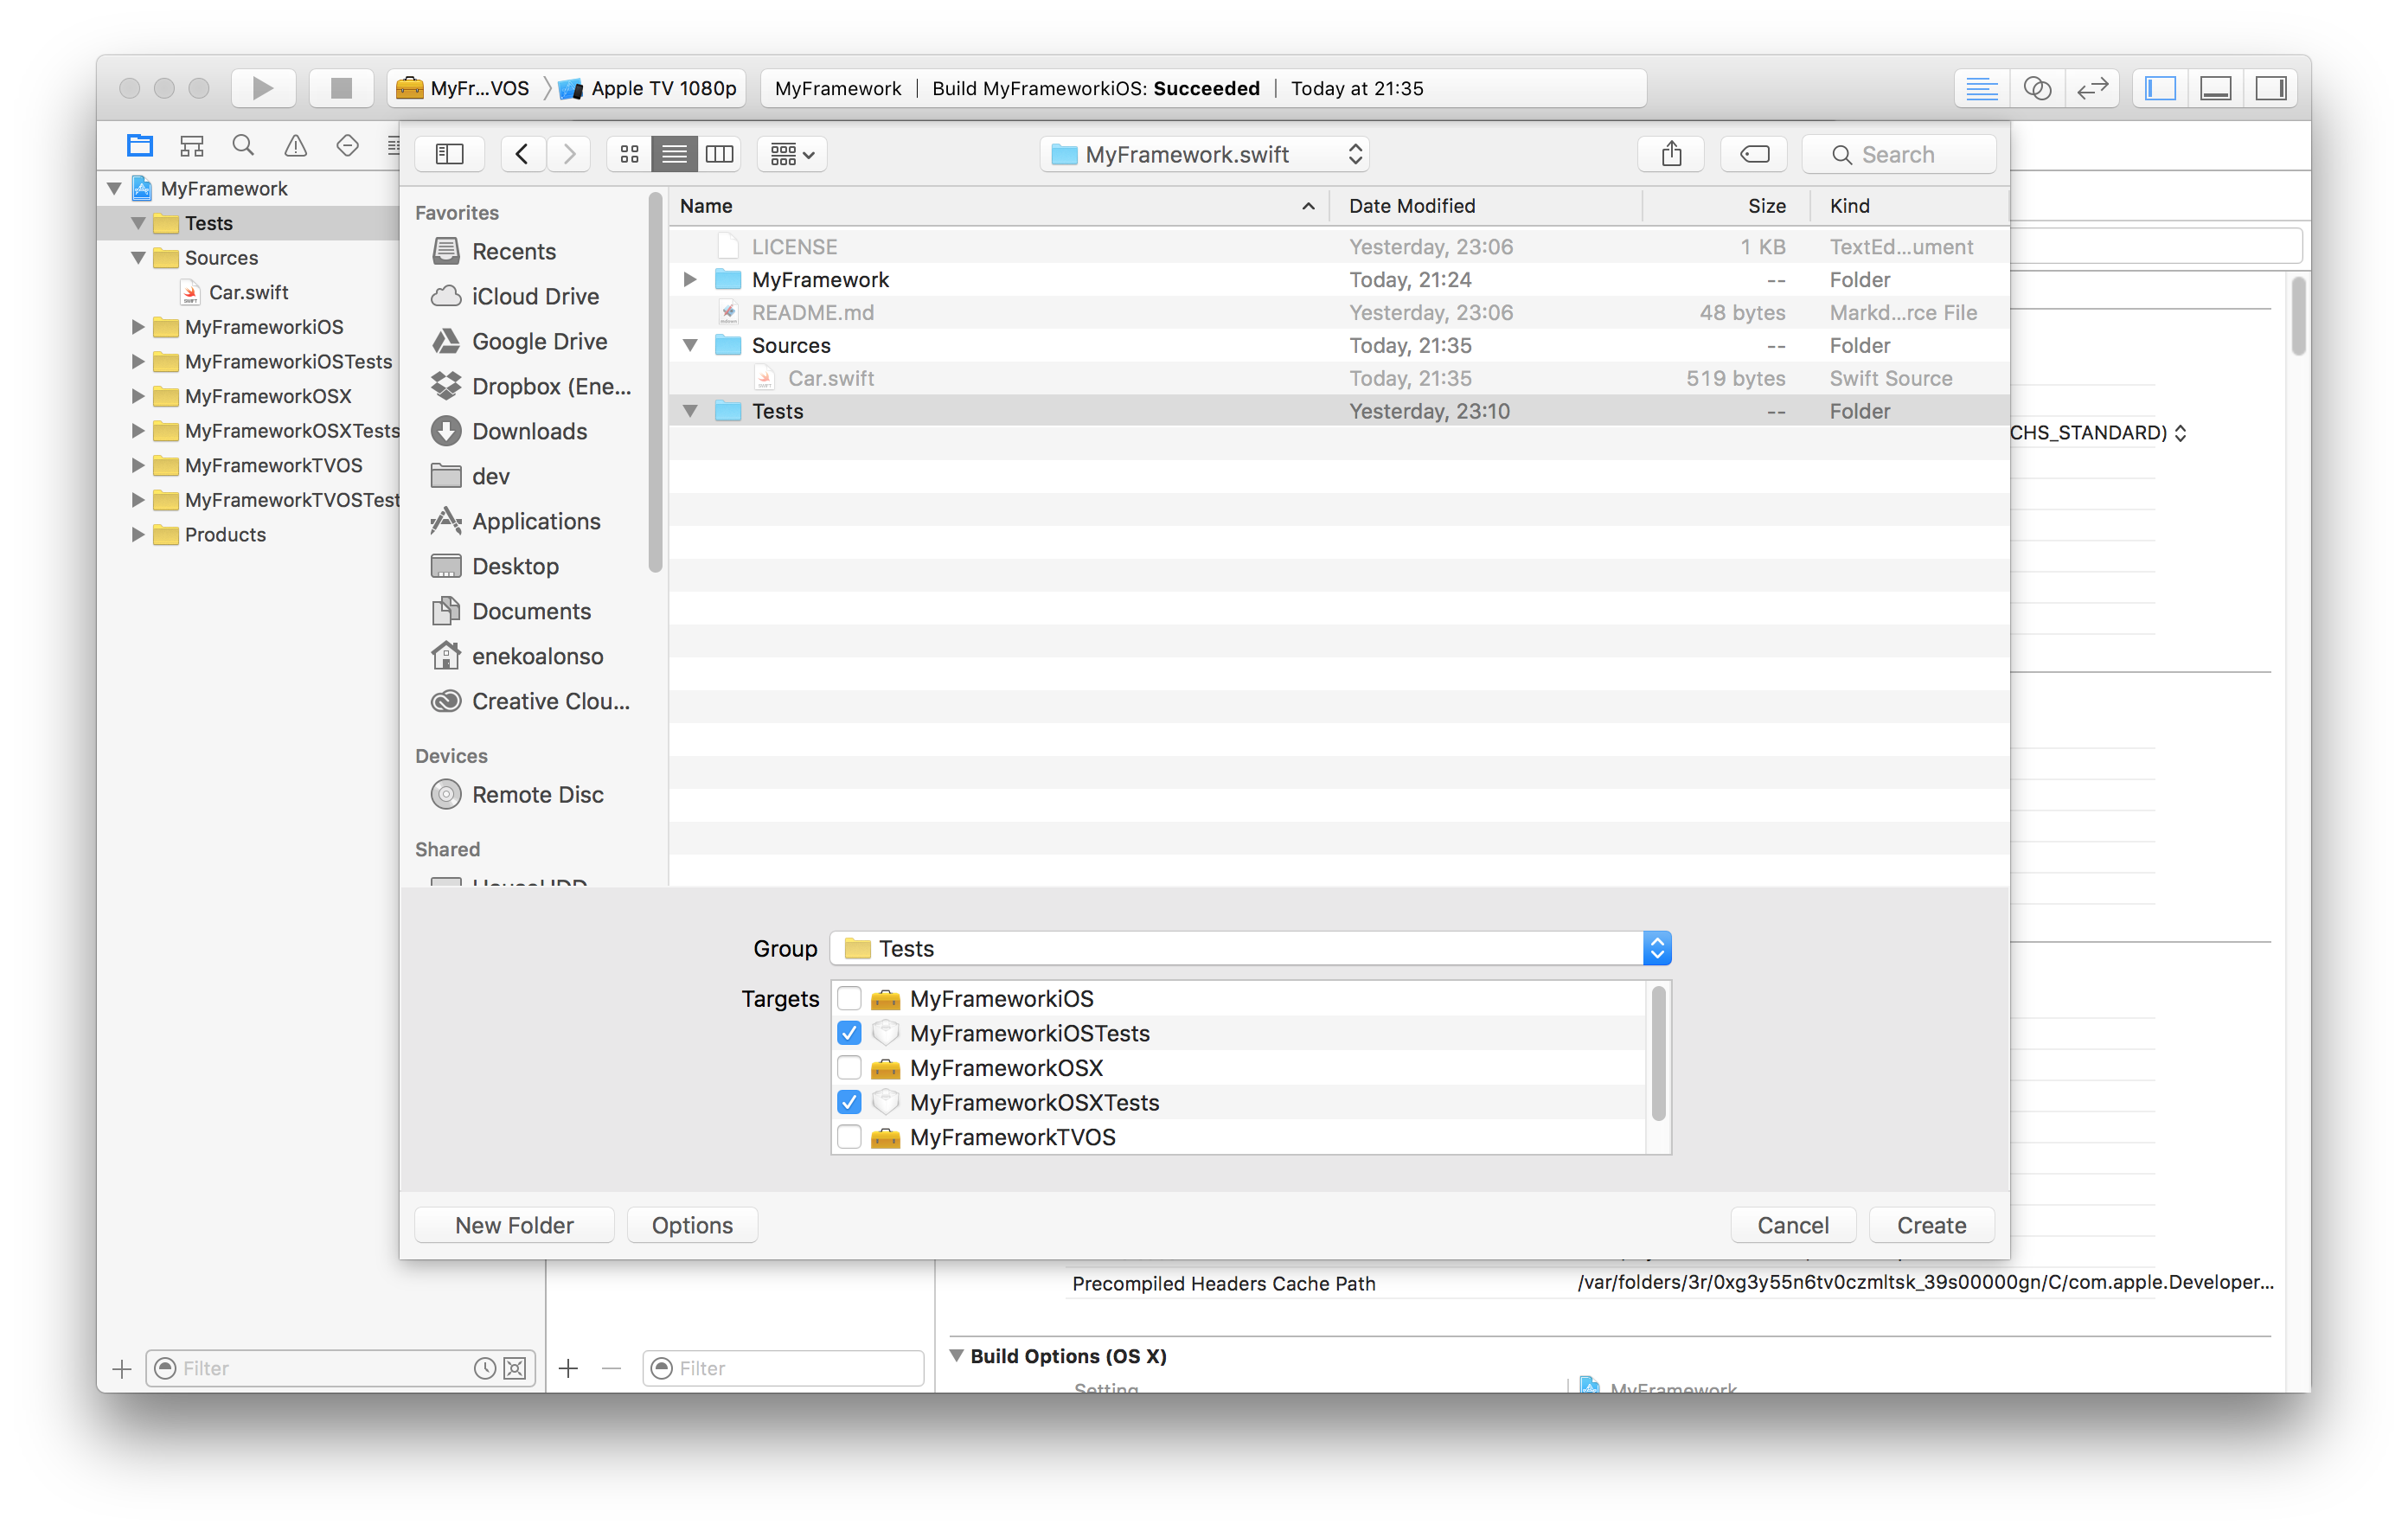 MyFr...VOS
Apple TV 1080p
MyFramework | Build MyFrameworkiOS: Succeeded | Today at 21:35
MyFramework.swift
Search
MyFramework
Tests
Sources
Car.swift
MyFrameworkiOS
MyFrameworkiOSTests
MyFrameworkOSX
MyFrameworkOSXTests
MyFrameworkTVOS
MyFrameworkTVOSTest
Products
Favorites
Recents
iCloud Drive
Google Drive
Dropbox (Ene...
Downloads
dev
Applications
Desktop
Documents
enekoalonso
Creative Clou...
Devices
Remote Disc
Shared
Name Date Modified Size Kind
LICENSE Yesterday, 23:06 1 KB TextEd...ument
MyFramework Today, 21:24 -- Folder
README.md Yesterday, 23:06 48 bytes Markd...rce File
Sources Today, 21:35 -- Folder
Car.swift Today, 21:35 519 bytes Swift Source
Tests Yesterday, 23:10 -- Folder
CHS_STANDARD)
Group Tests
Targets
MyFrameworkiOS
MyFrameworkiOSTests
MyFrameworkOSX
MyFrameworkOSXTests
MyFrameworkTVOS
New Folder
Options
Cancel
Create
Precompiled Headers Cache Path /var/folders/3r/0xg3y55n6tv0czmltsk_39s00000gn/C/com.apple.Developer...
Build Options (OS X)
Setting MyFramework
Filter
Filter